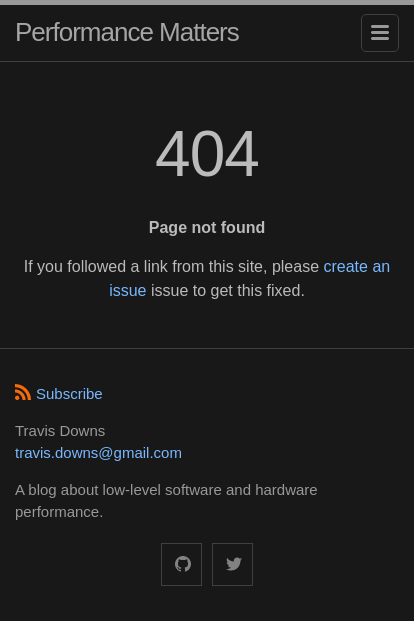 Performance Matters
404
Page not found
If you followed a link from this site, please create an
issue issue to get this fixed.
Subscribe
Travis Downs
travis.downs@gmail.com
A blog about low-level software and hardware
performance.